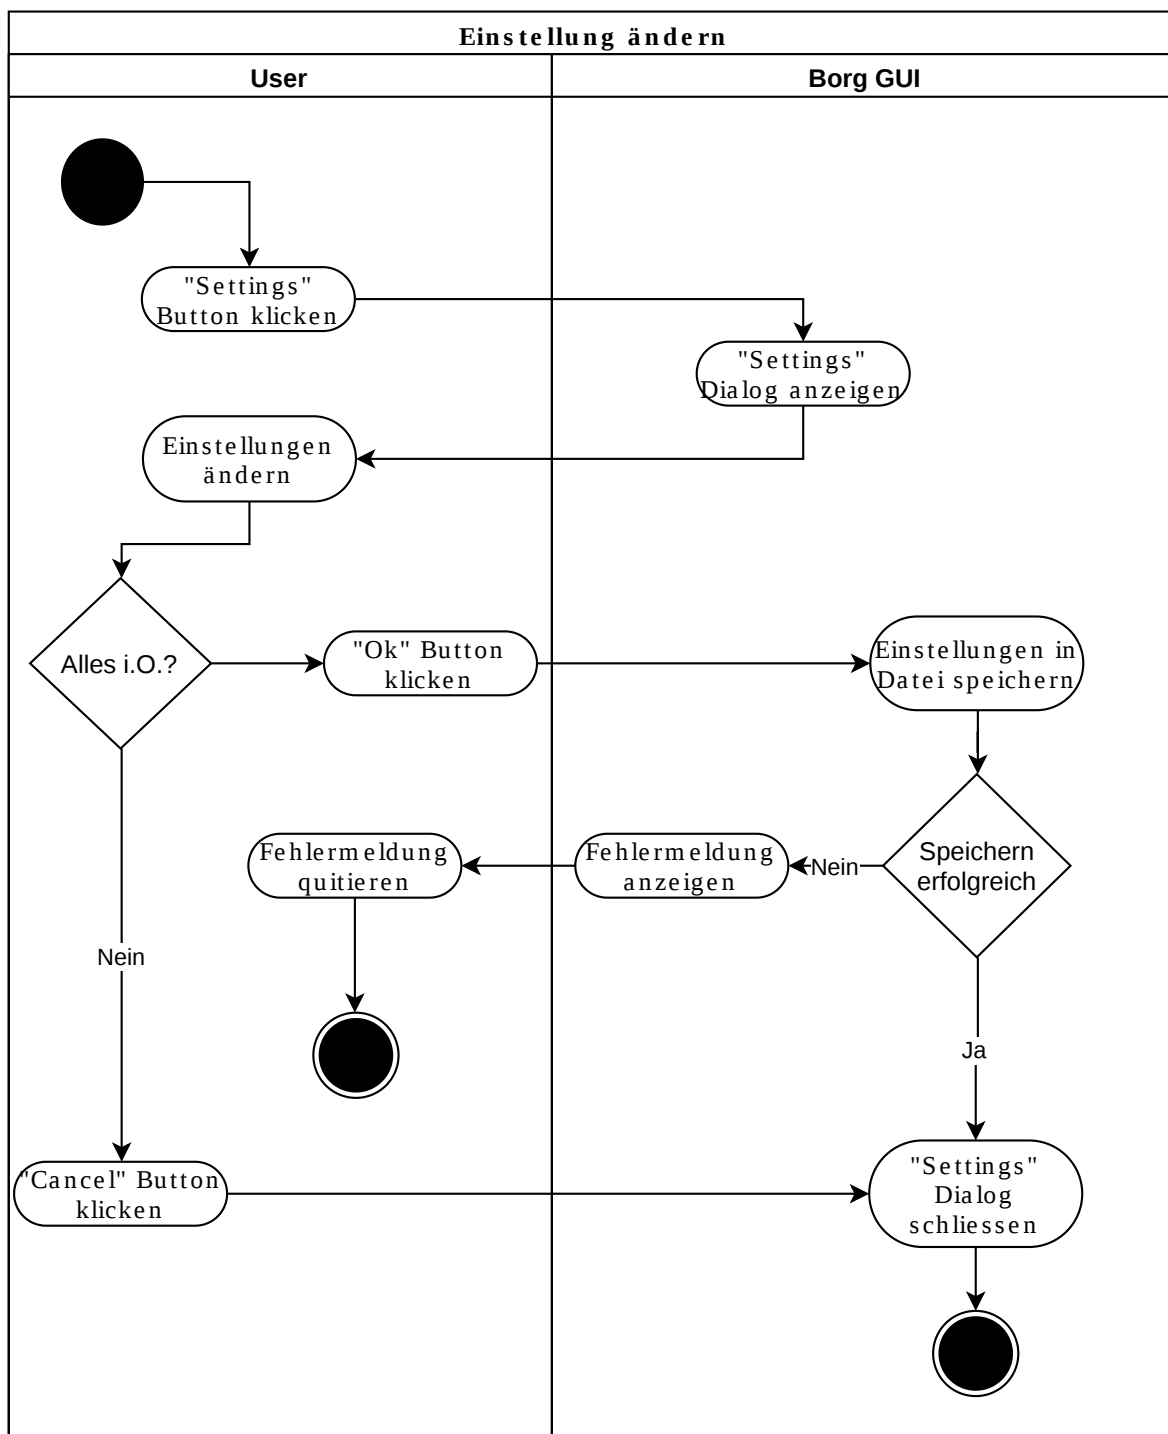 Einstellung ändern
User
Borg GUI
"Settings"
Button klicken
"Settings"
Dialog anzeigen
Einstellungen
ändern
Alles i.O.?
"Ok" Button
klicken
Einstellungen in
Datei speichern
Fehlermeldung
quitieren
Fehlermeldung
anzeigen
Nein
Speichern
erfolgreich
Nein
Ja
"Cancel" Button
klicken
"Settings"
Dialog
schliessen